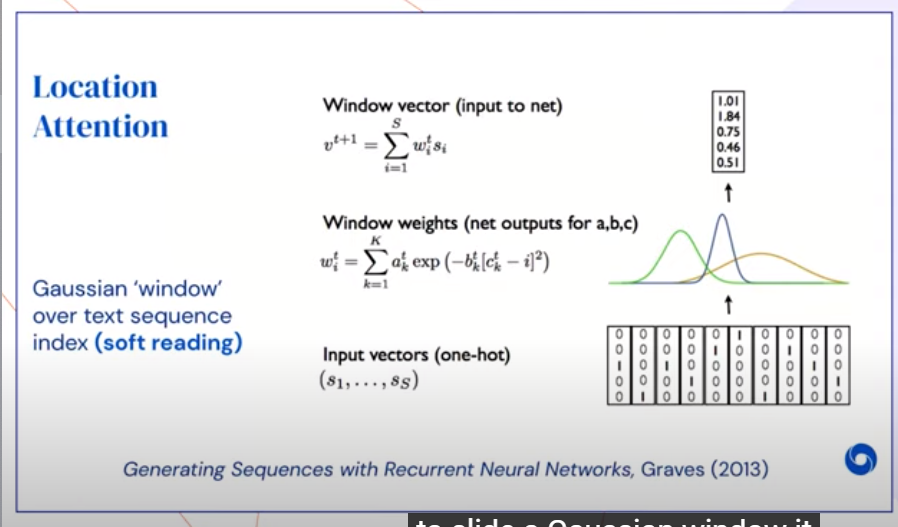 Location
Attention
Gaussian 'window'
over text sequence
index (soft reading)
Window vector (input to net)
v^{t+1} = \sum_{i=1}^{S} w_i^t s_i
Window weights (net outputs for a,b,c)
w_i^t = \sum_{k=1}^{K} a_k^t exp (-b_k^t [c_k^t - i]^2)
Input vectors (one-hot)
(s_1, . . . , s_S)
1.01
1.84
0.75
0.46
0.51
0 0 0 0 0 1 0 0 0 0
0 0 0 0 1 0 0 1 0 0
1 0 1 0 0 0 0 0 1 0
0 0 0 1 0 0 0 0 0 1
0 1 0 0 0 0 1 0 0 0
Generating Sequences with Recurrent Neural Networks, Graves (2013)
to slide a Gaussian window it